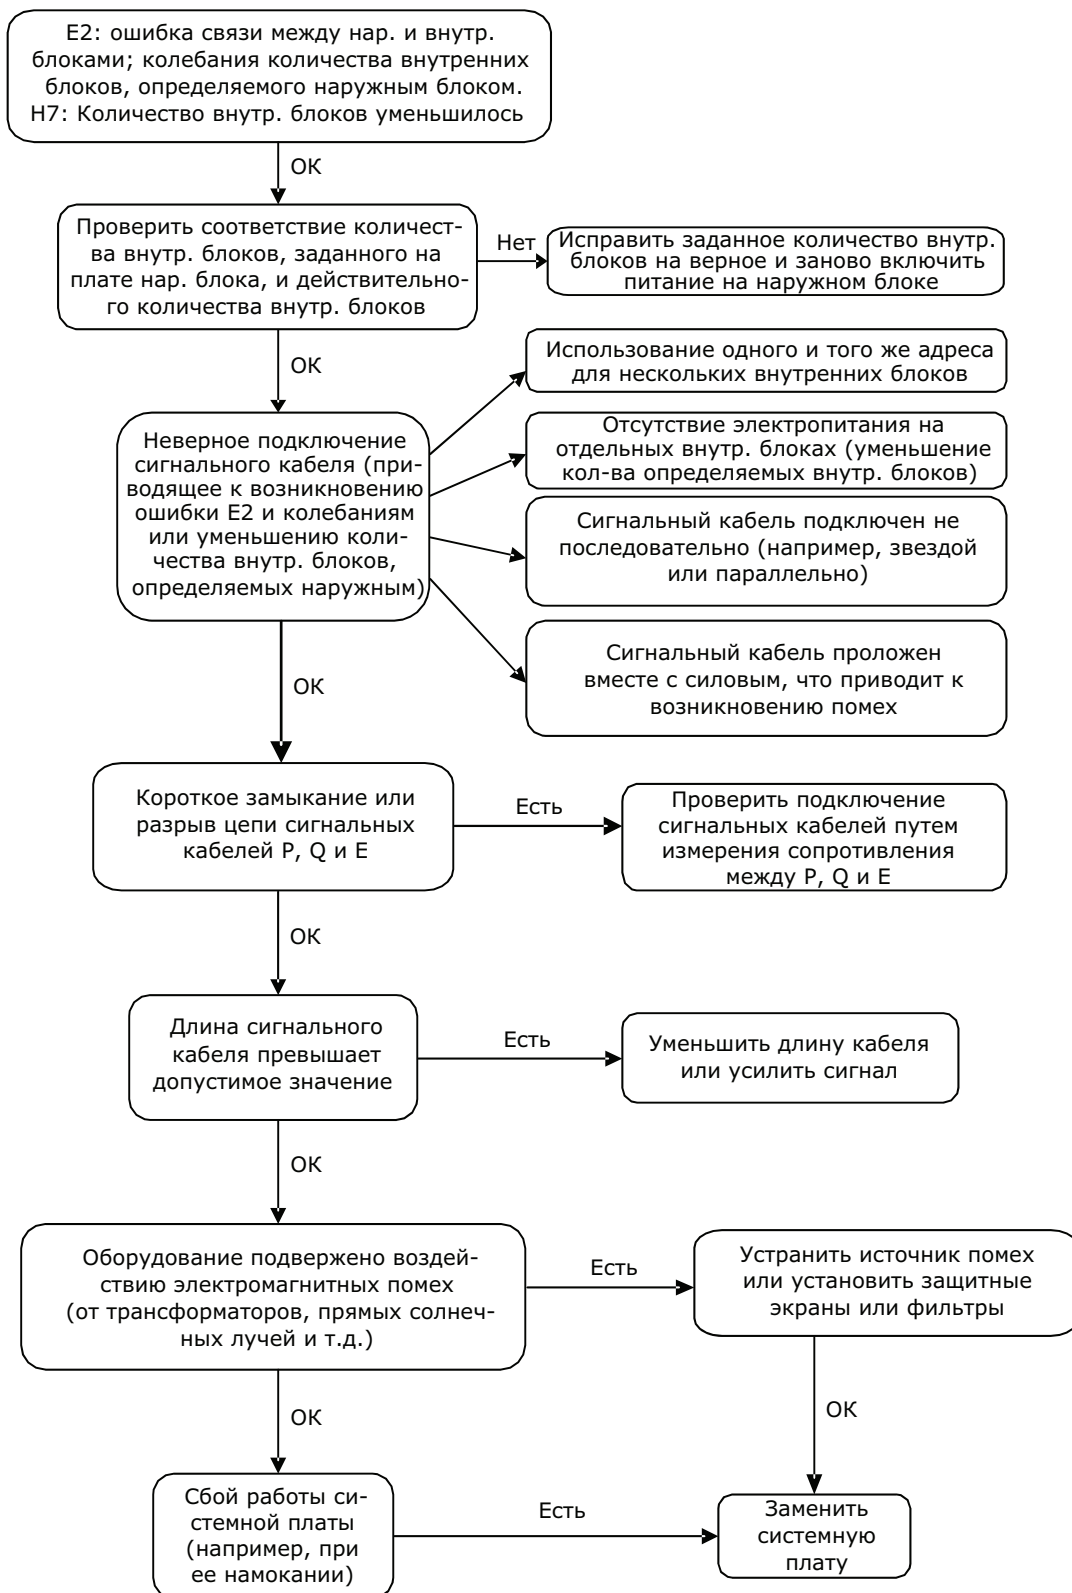 E2: ошибка связи между нар. и внутр.
блоками; колебания количества внутренних
блоков, определяемого наружным блоком.
H7: Количество внутр. блоков уменьшилось
ОК
Проверить соответствие количест-
ва внутр. блоков, заданного на
плате нар. блока, и действительно-
го количества внутр. блоков
Нет
Исправить заданное количество внутр.
блоков на верное и заново включить
питание на наружном блоке
ОК
Использование одного и того же адреса
для нескольких внутренних блоков
Неверное подключение
сигнального кабеля (при-
водящее к возникновению
ошибки E2 и колебаниям
или уменьшению коли-
чества внутр. блоков,
определяемых наружным)
Отсутствие электропитания на
отдельных внутр. блоках (уменьшение
кол-ва определяемых внутр. блоков)
Сигнальный кабель подключен не
последовательно (например, звездой
или параллельно)
Сигнальный кабель проложен
вместе с силовым, что приводит к
возникновению помех
ОК
Короткое замыкание или
разрыв цепи сигнальных
кабелей P, Q и E
Есть
Проверить подключение
сигнальных кабелей путем
измерения сопротивления
между P, Q и E
ОК
Длина сигнального
кабеля превышает
допустимое значение
Есть
Уменьшить длину кабеля
или усилить сигнал
ОК
Оборудование подвержено воздей-
ствию электромагнитных помех
(от трансформаторов, прямых солнеч-
ных лучей и т.д.)
Есть
Устранить источник помех
или установить защитные
экраны или фильтры
ОК
ОК
Сбой работы си-
стемной платы
(например, при
ее намокании)
Есть
Заменить
системную
плату